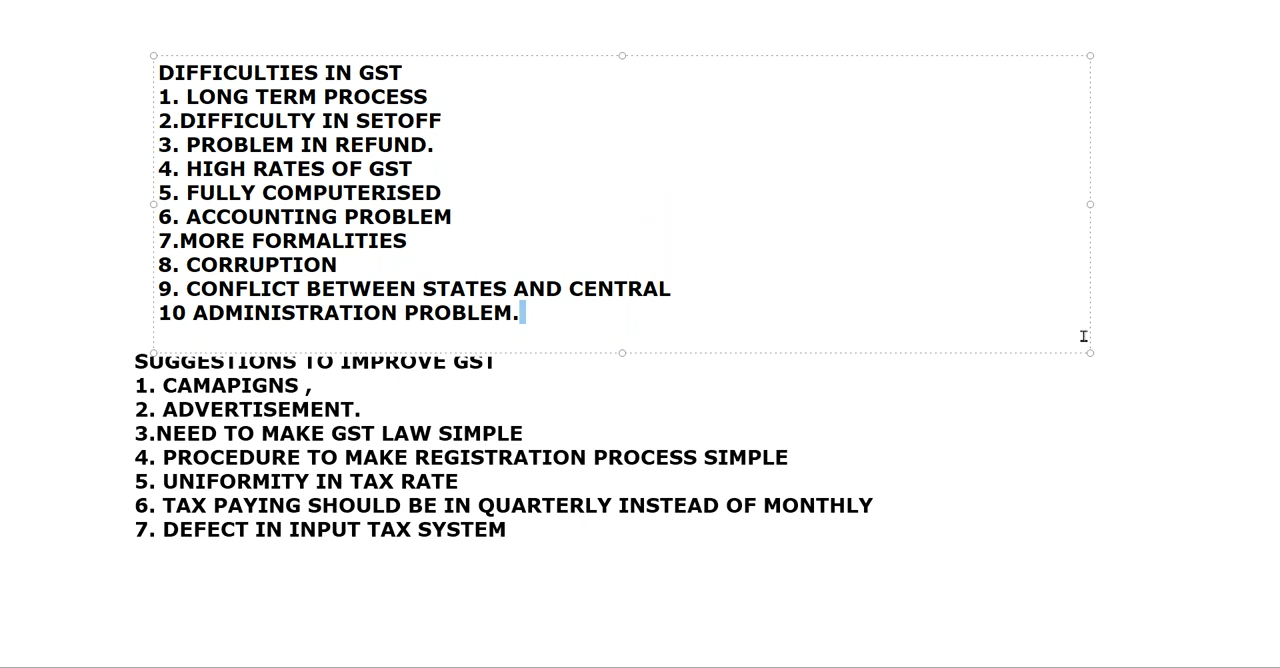 DIFFICULTIES IN GST
1. LONG TERM PROCESS
2.DIFFICULTY IN SETOFF
3. PROBLEM IN REFUND.
4. HIGH RATES OF GST
5. FULLY COMPUTERISED
6. ACCOUNTING PROBLEM
7.MORE FORMALITIES
8. CORRUPTION
9. CONFLICT BETWEEN STATES AND CENTRAL
10 ADMINISTRATION PROBLEM.
SUGGESTIONS TO IMPROVE GST
1. CAMAPIGNS ,
2. ADVERTISEMENT.
3.NEED TO MAKE GST LAW SIMPLE
4. PROCEDURE TO MAKE REGISTRATION PROCESS SIMPLE
5. UNIFORMITY IN TAX RATE
6. TAX PAYING SHOULD BE IN QUARTERLY INSTEAD OF MONTHLY
7. DEFECT IN INPUT TAX SYSTEM